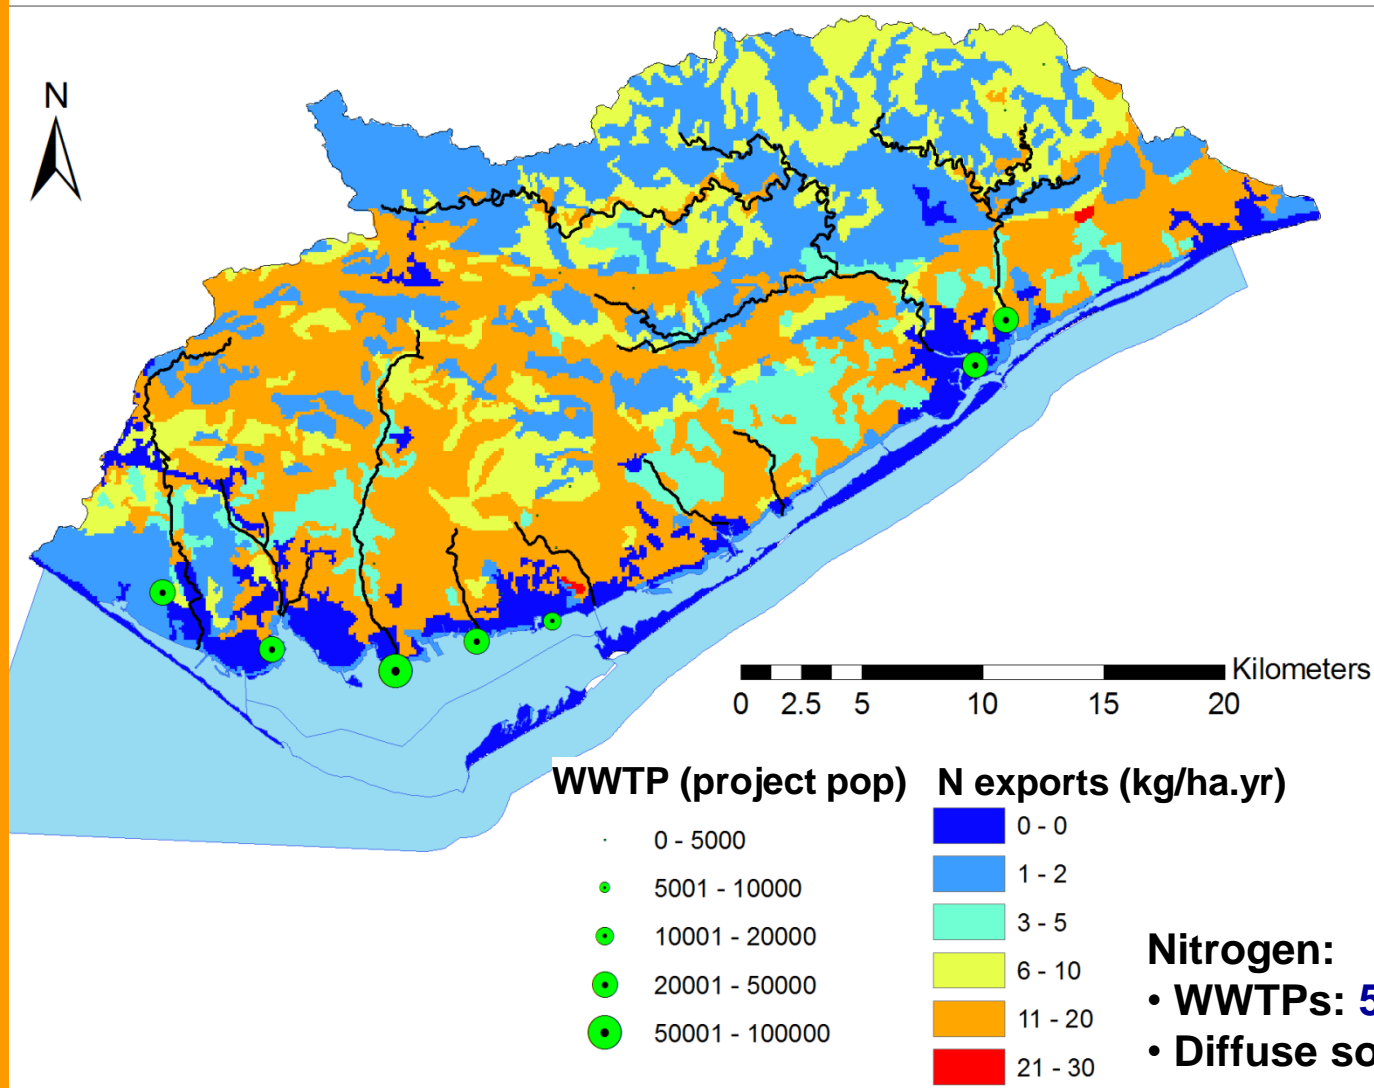 N
Kilometers
0 2.5 5 10 15 20
WWTP (project pop)
0 - 5000
5001 - 10000
10001 - 20000
20001 - 50000
50001 - 100000
N exports (kg/ha.yr)
0 - 0
1 - 2
3 - 5
6 - 10
11 - 20
21 - 30
Nitrogen:
• WWTPs: 5
• Diffuse so